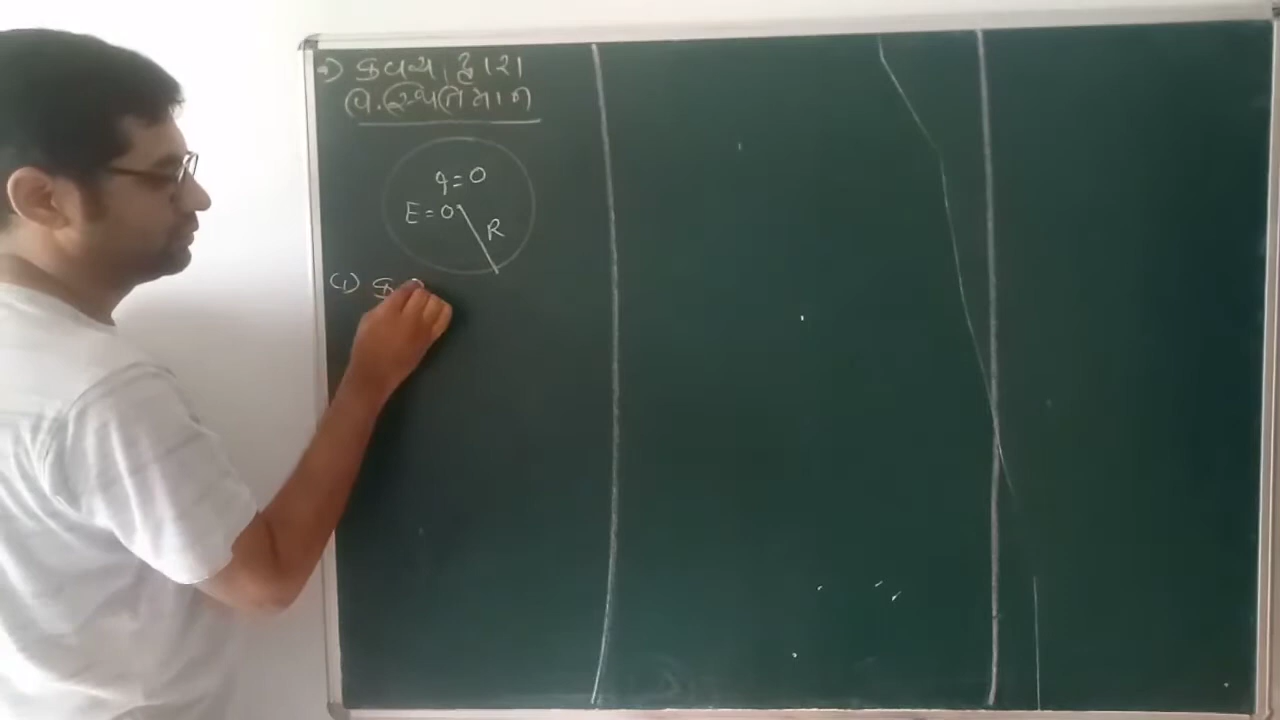 *) કવચ દ્વારા
વિ.સ્થિતિમાન
q=0
E=0
R
(1) ક